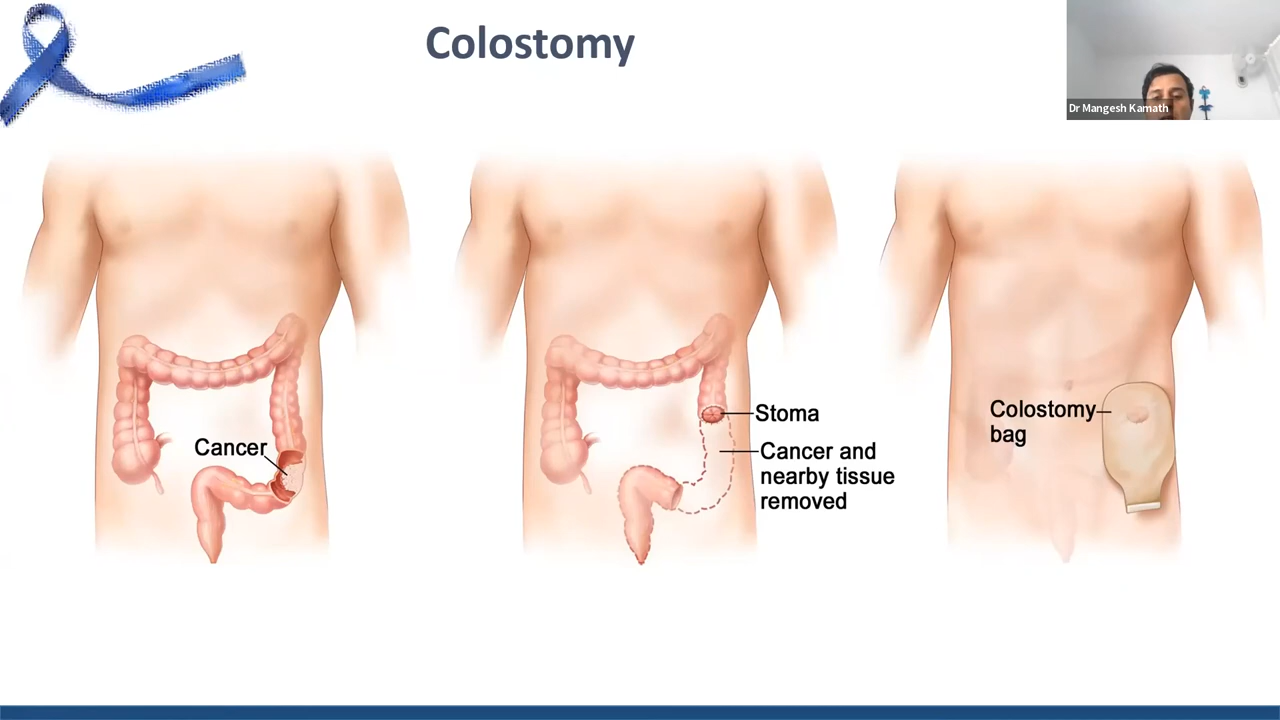 Colostomy
Dr Mangesh Kamath
Cancer
Stoma
Cancer and
nearby tissue
removed
Colostomy
bag